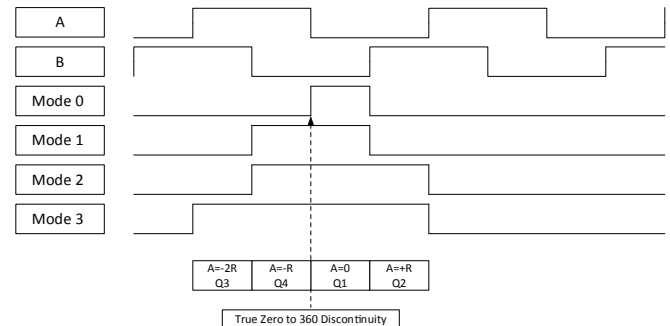 A
B
Mode 0
Mode 1
Mode 2
Mode 3
A=-2R A=-R A=0 A=+R
Q3 Q4 Q1 Q2
True Zero to 360 Discontinuity